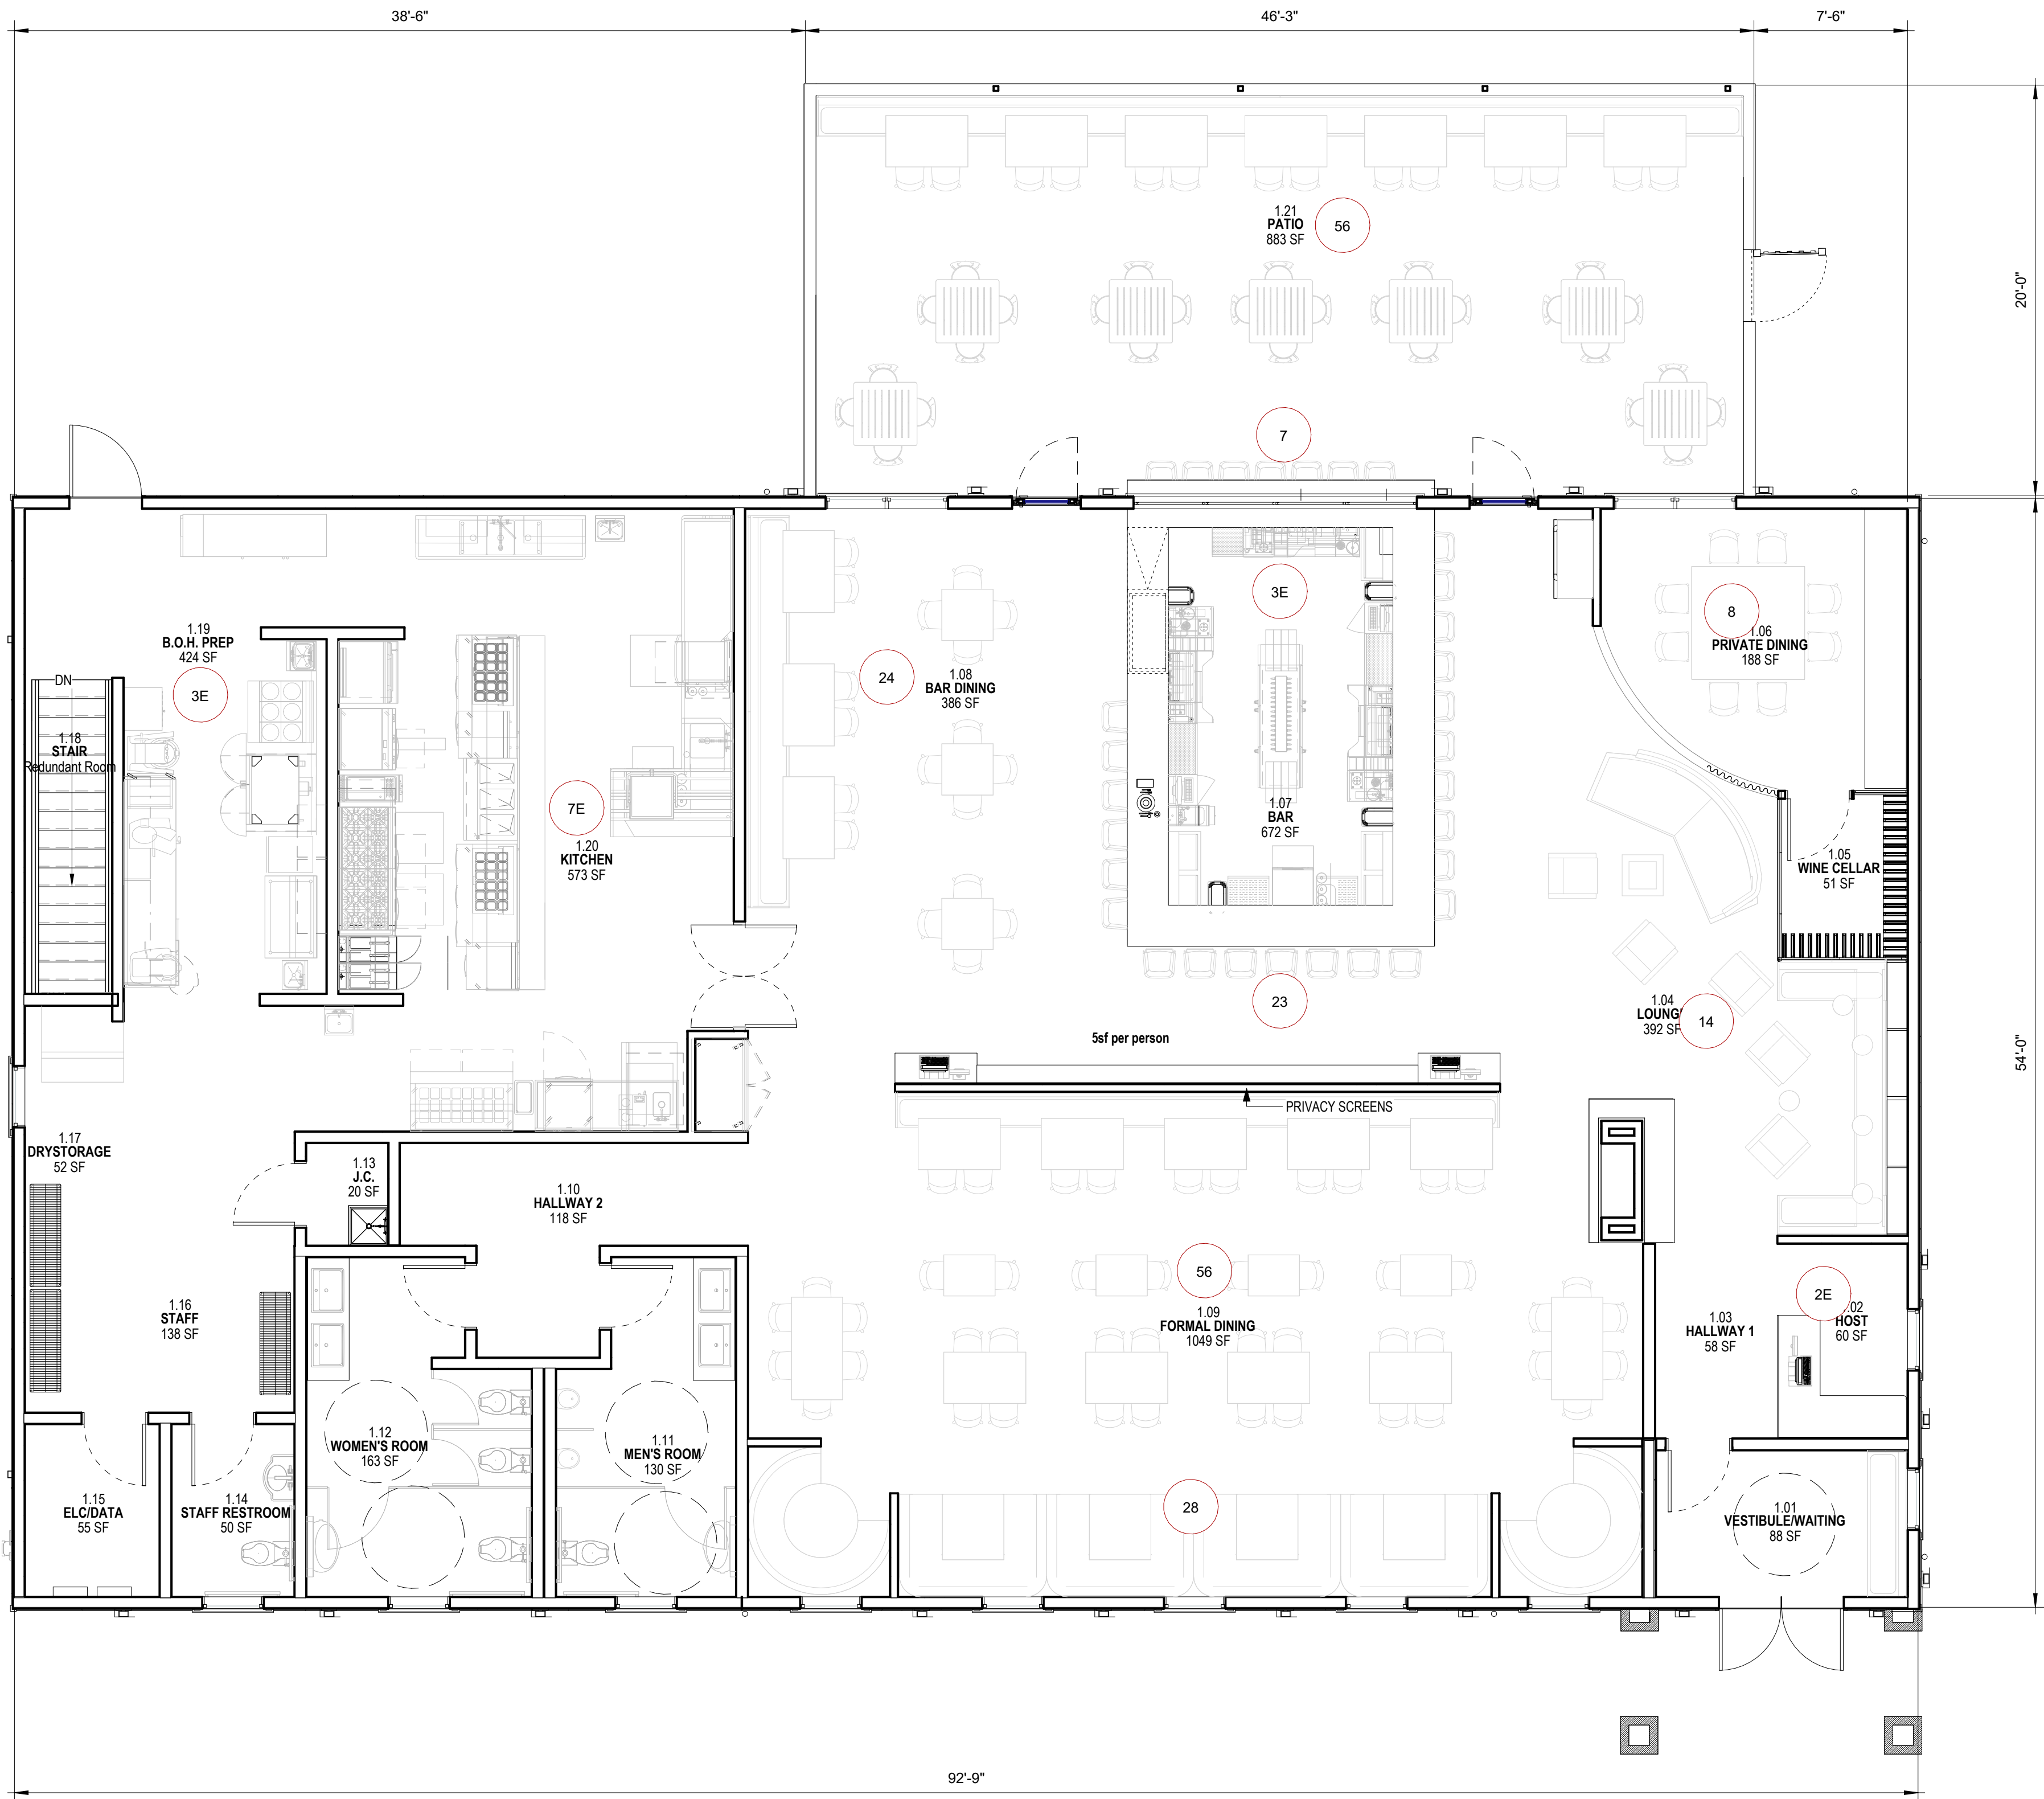 38'-6"
46'-3"
7'-6"
1.21
PATIO
883 SF
56
20'-0"
7
1.19
B.O.H. PREP
424 SF
3E
DN
1.18
STAIR
Redundant Room
7E
1.20
KITCHEN
573 SF
24
1.08
BAR DINING
386 SF
3E
1.07
BAR
672 SF
8
1.06
PRIVATE DINING
188 SF
1.05
WINE CELLAR
51 SF
23
1.04
LOUNG
392 SF
14
5sf per person
PRIVACY SCREENS
54'-0"
1.17
DRYSTORAGE
52 SF
1.13
J.C.
20 SF
1.10
HALLWAY 2
118 SF
1.16
STAFF
138 SF
56
1.09
FORMAL DINING
1049 SF
1.03
HALLWAY 1
58 SF
2E
.02
HOST
60 SF
1.12
WOMEN'S ROOM
163 SF
1.11
MEN'S ROOM
130 SF
1.15
ELC/DATA
55 SF
1.14
STAFF RESTROOM
50 SF
28
1.01
VESTIBULE/WAITING
88 SF
92'-9"